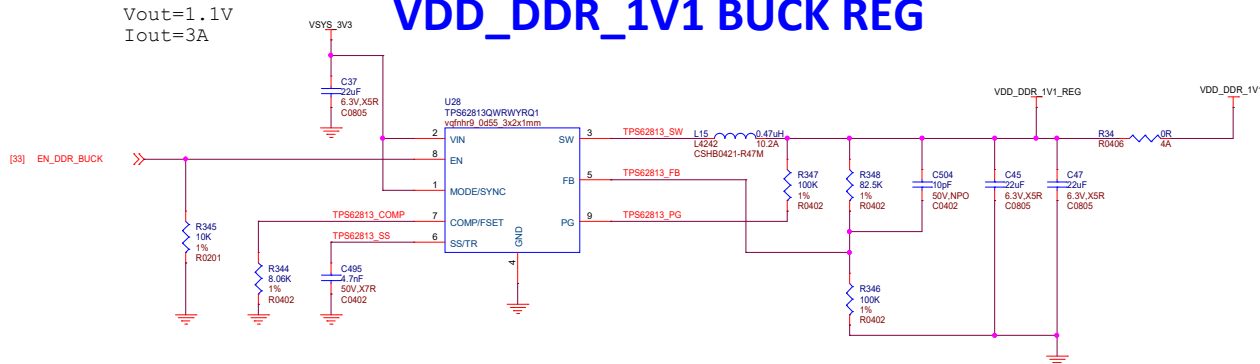 Vout=1.1V
Iout=3A
VDD_DDR_1V1 BUCK REG
VSYS_3V3
C37
22uF
6.3V,X5R
C0805
U28
TPS62813QWRWYRQ1
vqfnhr9_0d55_3x2x1mm
2
VIN
8
EN
1
MODE/SYNC
7
COMP/FSET
6
SS/TR
GND
4
SW
3
FB
5
PG
9
[33] EN_DDR_BUCK
R345
10K
1%
R0201
TPS62813_COMP
TPS62813_SS
R344
8.06K
1%
R0402
C495
4.7nF
50V,X7R
C0402
TPS62813_SW
TPS62813_FB
TPS62813_PG
L15
0.47uH
L4242
10.2A
CSHB0421-R47M
R347
100K
1%
R0402
R348
82.5K
1%
R0402
C504
10pF
50V,NPO
C0402
C45
22uF
6.3V,X5R
C0805
C47
22uF
6.3V,X5R
C0805
R346
100K
1%
R0402
VDD_DDR_1V1_REG
VDD_DDR_1V1
R34
0R
R0406
4A